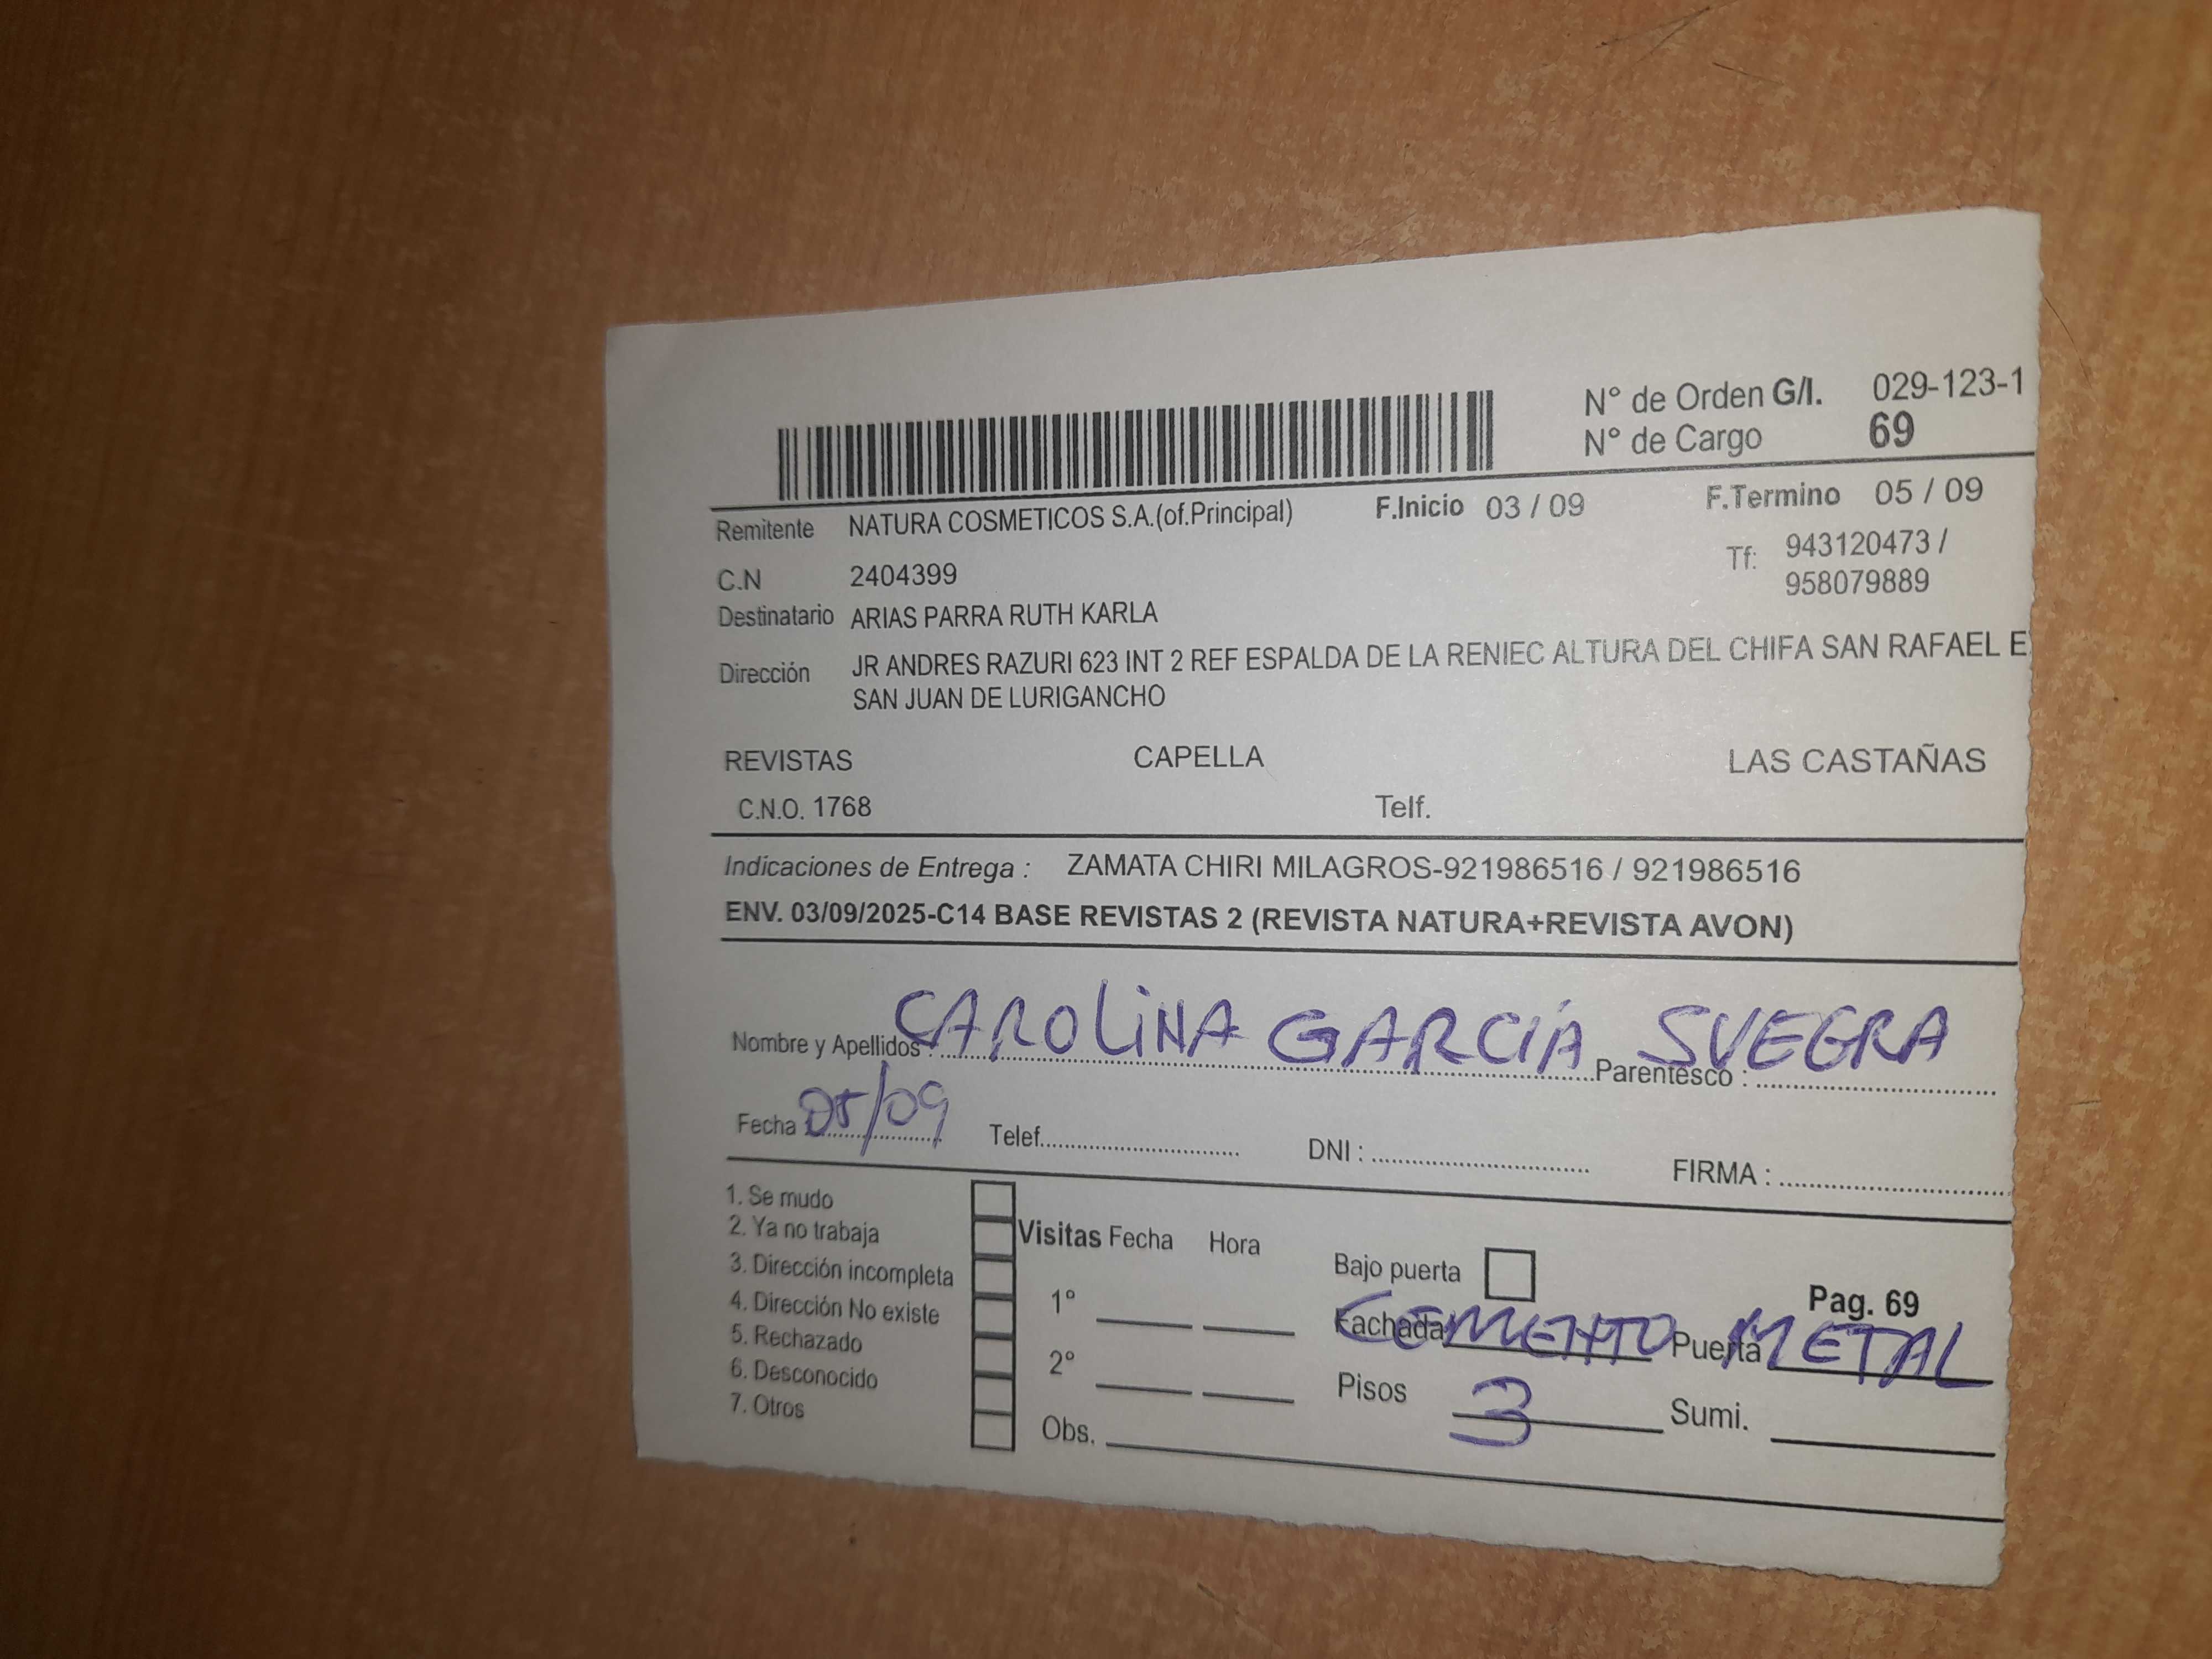 N° de Orden G/I. 029-123-1
N° de Cargo 69
Remitente NATURA COSMETICOS S.A.(of.Principal) F.Inicio 03 / 09 F.Termino 05 / 09
C.N 2404399 Tf: 943120473 /
958079889
Destinatario ARIAS PARRA RUTH KARLA
Dirección JR ANDRES RAZURI 623 INT 2 REF ESPALDA DE LA RENIEC ALTURA DEL CHIFA SAN RAFAEL E
SAN JUAN DE LURIGANCHO
REVISTAS CAPELLA LAS CASTAÑAS
C.N.O. 1768 Telf.
Indicaciones de Entrega : ZAMATA CHIRI MILAGROS-921986516 / 921986516
ENV. 03/09/2025-C14 BASE REVISTAS 2 (REVISTA NATURA+REVISTA AVON)
Nombre y Apellidos : CAROLINA GARCÍA Parentesco : SUEGRA
Fecha : 05/09 Telef. DNI : FIRMA :
1. Se mudo
2. Ya no trabaja
3. Dirección incompleta
4. Dirección No existe
5. Rechazado
6. Desconocido
7. Otros
Visitas Fecha Hora
1°
2°
Obs.
Bajo puerta
Pag. 69
Fachada CEMENTO Puerta METAL
Pisos 3 Sumi.